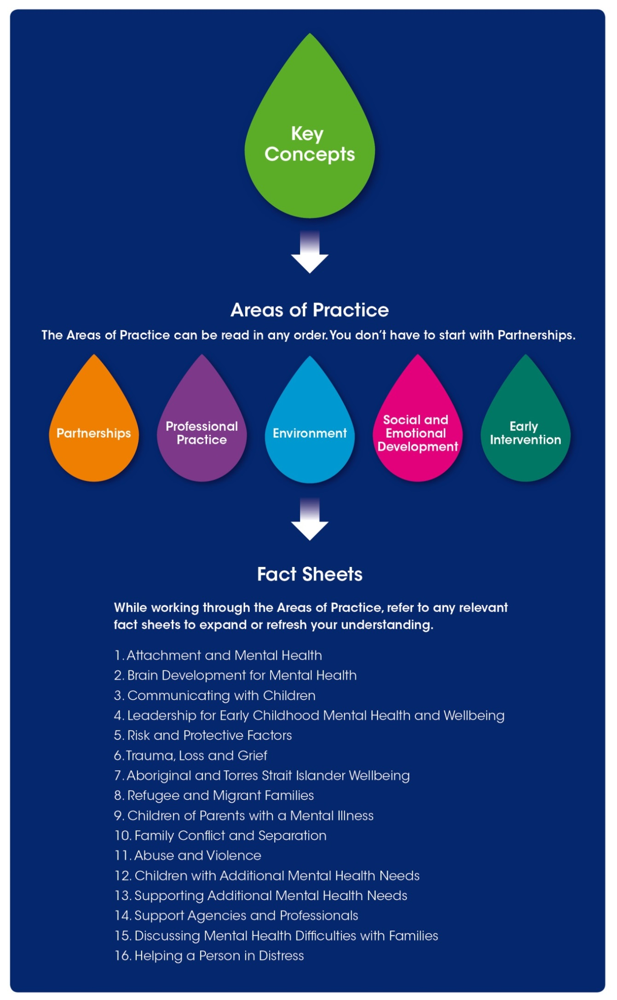 Key
Concepts
Areas of Practice
The Areas of Practice can be read in any order. You don’t have to start with Partnerships.
Partnerships
Professional
Practice
Environment
Social and
Emotional
Development
Early
Intervention
Fact Sheets
While working through the Areas of Practice, refer to any relevant
fact sheets to expand or refresh your understanding.
1. Attachment and Mental Health
2. Brain Development for Mental Health
3. Communicating with Children
4. Leadership for Early Childhood Mental Health and Wellbeing
5. Risk and Protective Factors
6. Trauma, Loss and Grief
7. Aboriginal and Torres Strait Islander Wellbeing
8. Refugee and Migrant Families
9. Children of Parents with a Mental Illness
10. Family Conflict and Separation
11. Abuse and Violence
12. Children with Additional Mental Health Needs
13. Supporting Additional Mental Health Needs
14. Support Agencies and Professionals
15. Discussing Mental Health Difficulties with Families
16. Helping a Person in Distress